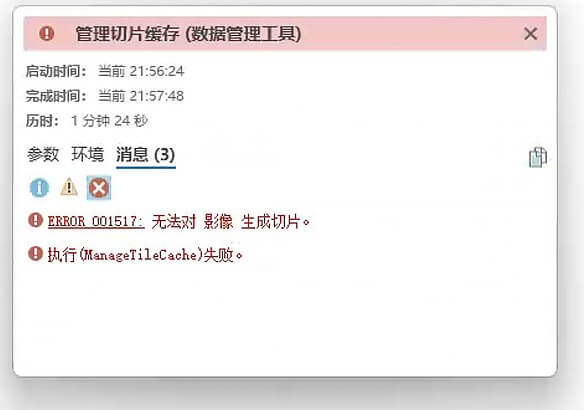 管理切片缓存 (数据管理工具)
启动时间: 当前 21:56:24
完成时间: 当前 21:57:48
历时: 1 分钟 24 秒
参数 环境 消息 (3)
ERROR 001517: 无法对 影像 生成切片。
执行(ManageTileCache)失败。